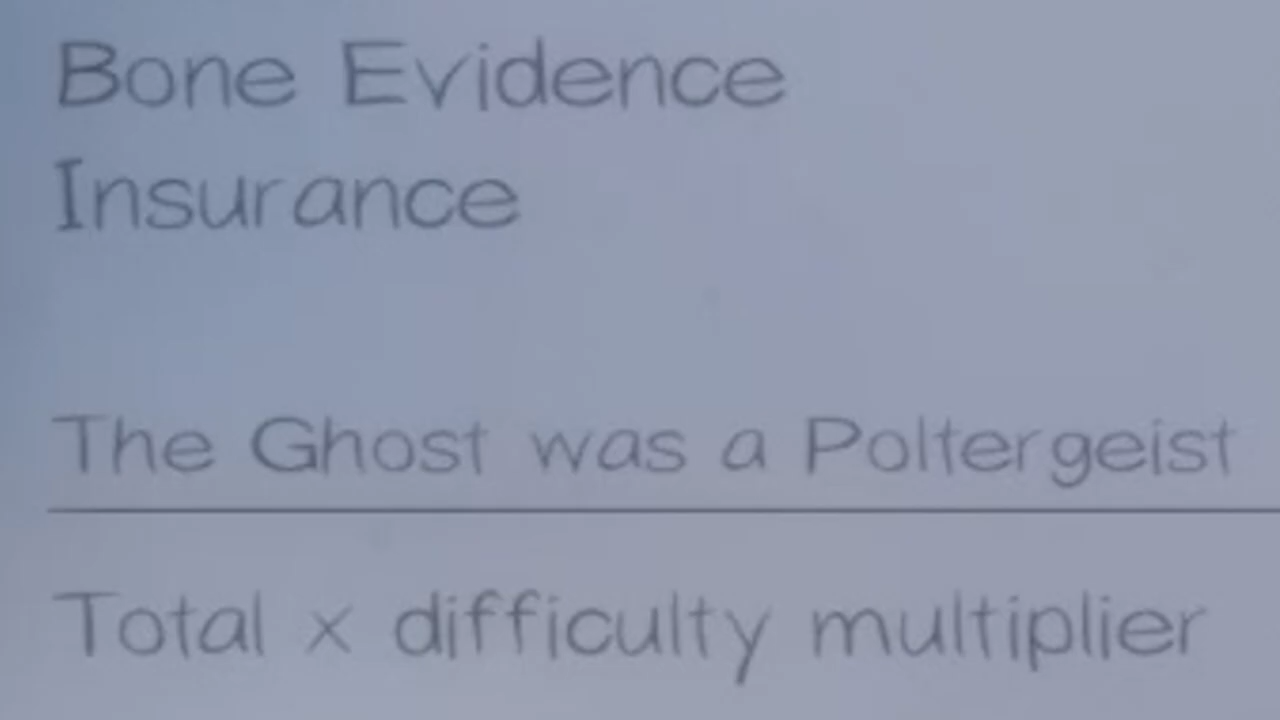 Bone Evidence
Insurance
The Ghost was a Poltergeist
Total x difficulty multiplier